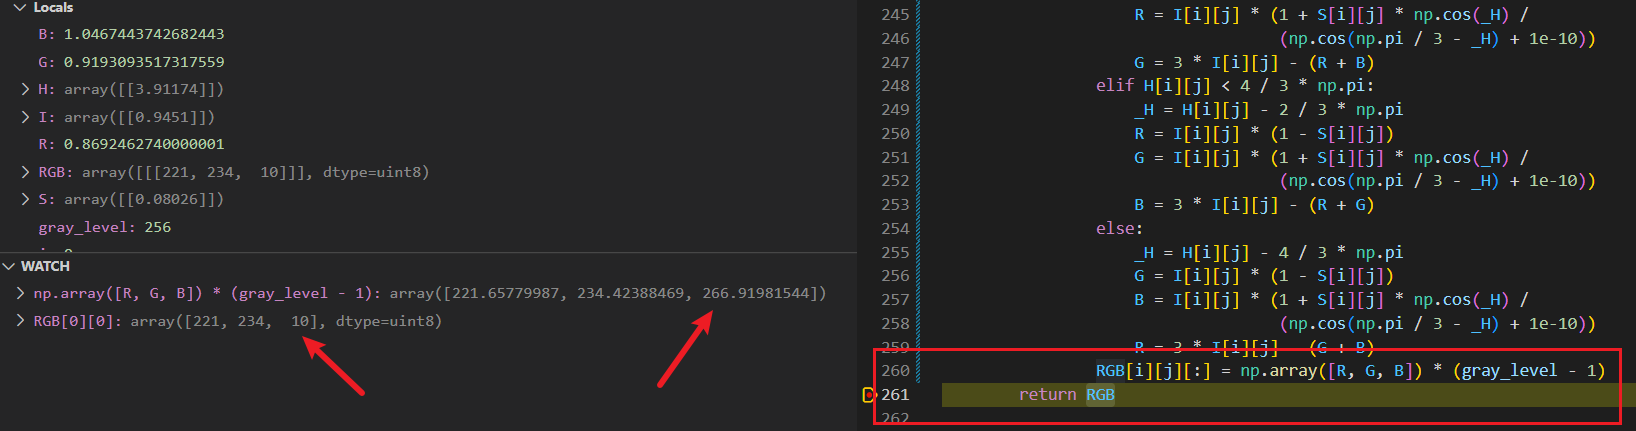 Locals
B: 1.0467443742682443
G: 0.9193093517317559
H: array([[3.91174]])
I: array([[0.9451]])
R: 0.8692462740000001
RGB: array([[[221, 234,  10]]], dtype=uint8)
S: array([[0.08026]])
gray_level: 256
WATCH
np.array([R, G, B]) * (gray_level - 1): array([221.65779987, 234.42388469, 266.91981544])
RGB[0][0]: array([221, 234,  10], dtype=uint8)
245 R = I[i][j] * (1 + S[i][j] * np.cos(_H) /
246 (np.cos(np.pi / 3 - _H) + 1e-10))
247 G = 3 * I[i][j] - (R + B)
248 elif H[i][j] < 4 / 3 * np.pi:
249 _H = H[i][j] - 2 / 3 * np.pi
250 R = I[i][j] * (1 - S[i][j])
251 G = I[i][j] * (1 + S[i][j] * np.cos(_H) /
252 (np.cos(np.pi / 3 - _H) + 1e-10))
253 B = 3 * I[i][j] - (R + G)
254 else:
255 _H = H[i][j] - 4 / 3 * np.pi
256 G = I[i][j] * (1 - S[i][j])
257 B = I[i][j] * (1 + S[i][j] * np.cos(_H) /
258 (np.cos(np.pi / 3 - _H) + 1e-10))
259 R = 3 * I[i][j] - (G + B)
260 RGB[i][j][:] = np.array([R, G, B]) * (gray_level - 1)
261 return RGB
262